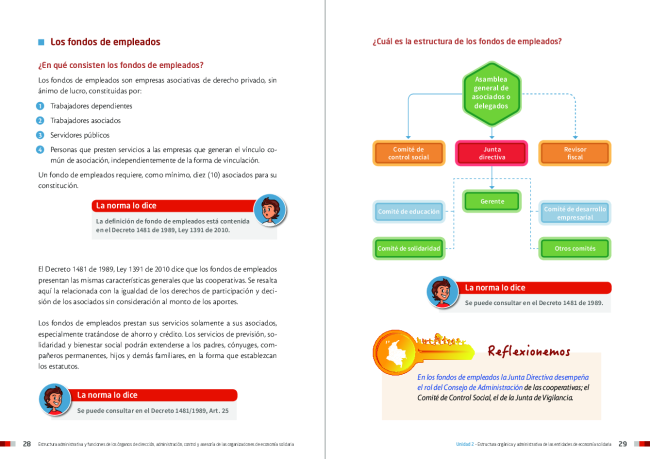 Los fondos de empleados
¿En qué consisten los fondos de empleados?
Los fondos de empleados son empresas asociativas de derecho privado, sin
ánimo de lucro, constituidas por:
1 Trabajadores dependientes
2 Trabajadores asociados
3 Servidores públicos
4 Personas que presten servicios a las empresas que generan el vínculo co-
mún de asociación, independientemente de la forma de vinculación.
Un fondo de empleados requiere, como mínimo, diez (10) asociados para su
constitución.
La norma lo dice
La definición de fondo de empleados está contenida
en el Decreto 1481 de 1989, Ley 1391 de 2010.
El Decreto 1481 de 1989, Ley 1391 de 2010 dice que los fondos de empleados
presentan las mismas características generales que las cooperativas. Se resalta
aquí la relacionada con la igualdad de los derechos de participación y deci-
sión de los asociados sin consideración al monto de los aportes.
Los fondos de empleados prestan sus servicios solamente a sus asociados,
especialmente tratándose de ahorro y crédito. Los servicios de previsión, so-
lidaridad y bienestar social podrán extenderse a los padres, cónyuges, com-
pañeros permanentes, hijos y demás familiares, en la forma que establezcan
los estatutos.
La norma lo dice
Se puede consultar en el Decreto 1481/1989, Art. 25
28 Estructura administrativa y funciones de los órganos de dirección, administración, control y asesoría de las organizaciones de economía solidaria
¿Cuál es la estructura de los fondos de empleados?
Asamblea
general de
asociados o
delegados
Comité de
control social
Junta
directiva
Revisor
fiscal
Gerente
Comité de educación
Comité de desarrollo
empresarial
Comité de solidaridad
Otros comités
La norma lo dice
Se puede consultar en el Decreto 1481 de 1989.
Reflexionemos
En los fondos de empleados la Junta Directiva desempeña
el rol del Consejo de Administración de las cooperativas; el
Comité de Control Social, el de la Junta de Vigilancia.
Unidad 2 - Estructura orgánica y administrativa de las entidades de economía solidaria 29